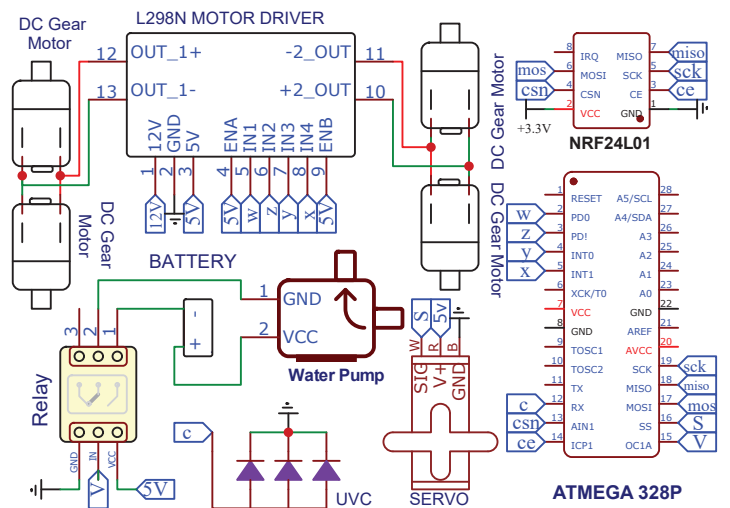 L298N MOTOR DRIVER
DC Gear
Motor
12 OUT_1+ -2_OUT 11
13 OUT_1- +2_OUT 10
12V GND 5V ENA IN1 IN2 IN3 IN4 ENB
1 2 3 4 5 6 7 8 9
12V 5V 5V w z y x 5V
DC Gear Motor
DC Gear Motor
DC Gear
Motor
8 IRQ MISO 7 miso
mos 6 MOSI SCK 5 sck
csn 4 CSN CE 3 ce
2 VCC GND 1
+3.3V
NRF24L01
1 RESET A5/SCL 28
w 2 PD0 A4/SDA 27
z 3 PD! A3 26
y 4 INT0 A2 25
x 5 INT1 A1 24
6 XCK/T0 A0 23
7 VCC GND 22
8 GND AREF 21
9 TOSC1 AVCC 20
10 TOSC2 SCK 19 sck
11 TX MISO 18 miso
c 12 RX MOSI 17 mos
csn 13 AIN1 SS 16 S
ce 14 ICP1 OC1A 15 V
ATMEGA 328P
BATTERY
- +
1 GND
2 VCC
Water Pump
3 2 1
Relay
GND IN VCC
V 5V
c
UVC
S 5v
W R B
SIG V+ GND
SERVO